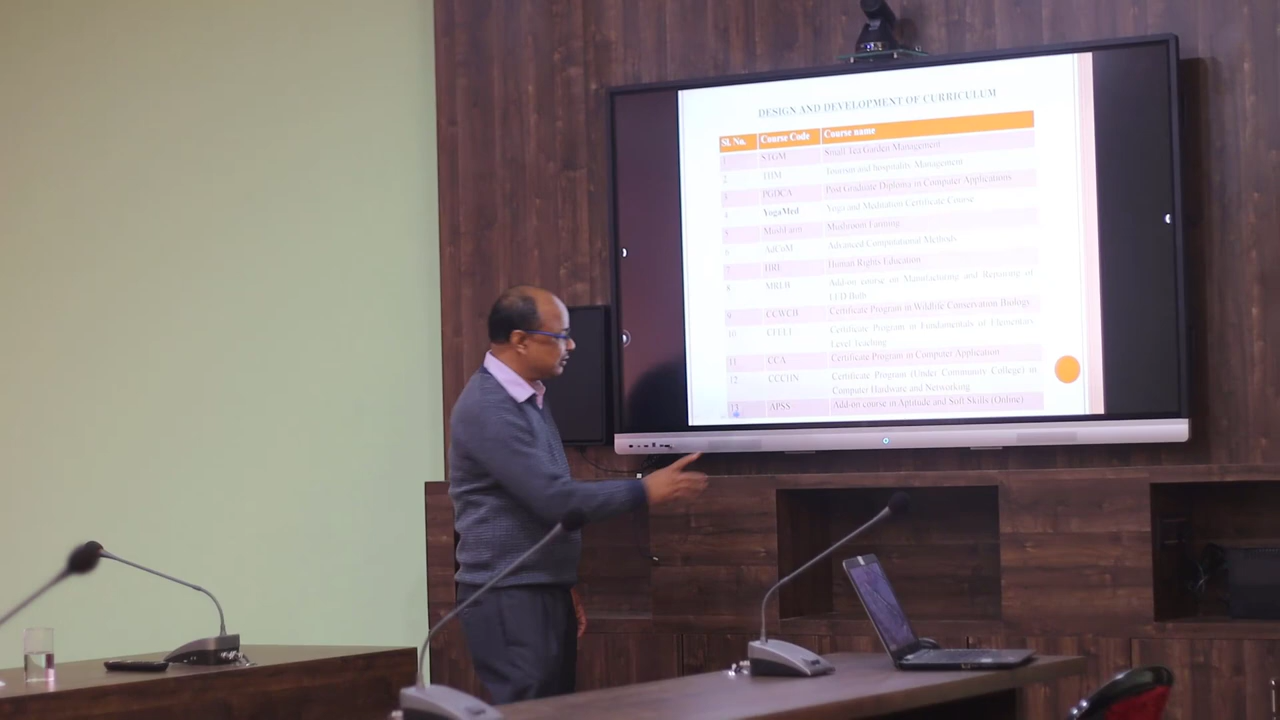 DESIGN AND DEVELOPMENT OF CURRICULUM
Sl. No. Course Code Course name
1 STGM Small Tea Garden Management
2 THM Tourism and hospitality Management
3 PGDCA Post Graduate Diploma in Computer Applications
4 YogaMed Yoga and Meditation Certificate Course
5 MushFarm Mushroom Farming
6 AdCoM Advanced Computational Methods
7 HRE Human Rights Education
8 MRLB Add-on course on Manufacturing and Repairing of
LED Bulb
9 CCWCB Certificate Program in Wildlife Conservation Biology
10 CFELT Certificate Program in Fundamentals of Elementary
Level Teaching
11 CCA Certificate Program in Computer Application
12 CCCHN Certificate Program (Under Community College) in
Computer Hardware and Networking
13 APSS Add-on course in Aptitude and Soft Skills (Online)